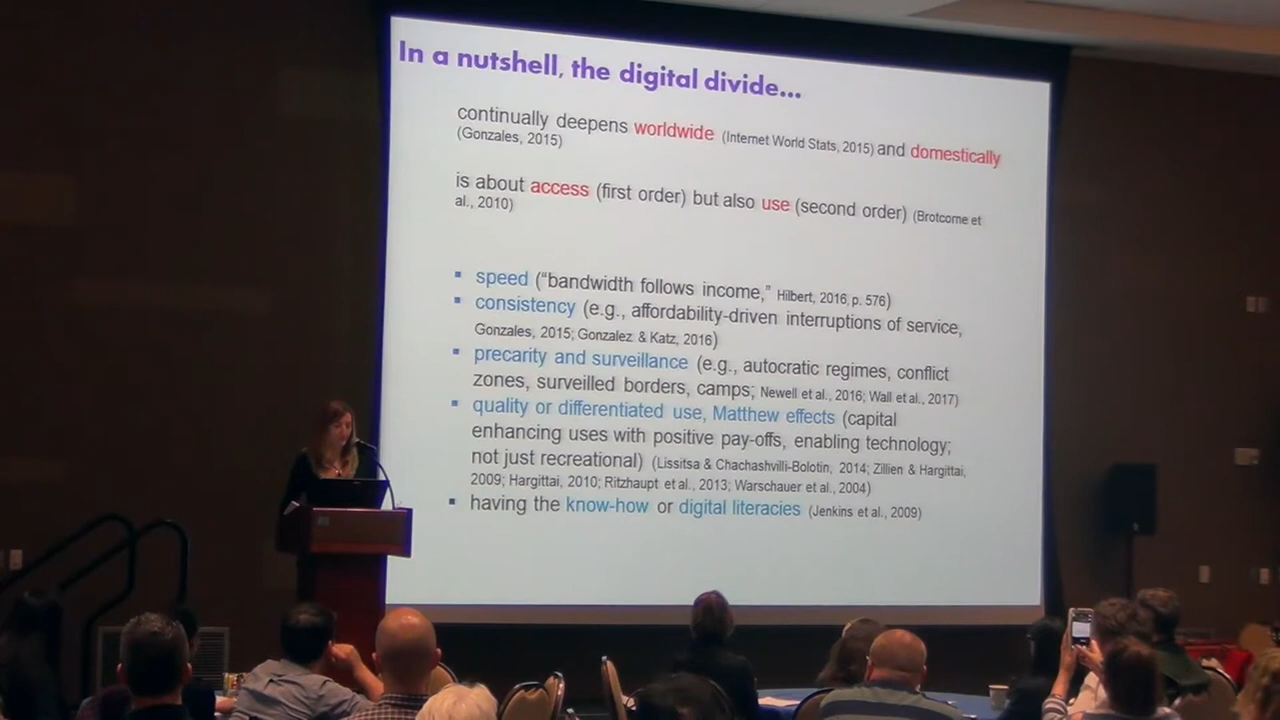 In a nutshell, the digital divide...
continually deepens worldwide (Internet World Stats, 2015) and domestically
(Gonzales, 2015)
is about access (first order) but also use (second order) (Brotcorne et
al., 2010)
▪ speed (“bandwidth follows income,” Hilbert, 2016, p. 576)
▪ consistency (e.g., affordability-driven interruptions of service,
Gonzales, 2015; Gonzalez & Katz, 2016)
▪ precarity and surveillance (e.g., autocratic regimes, conflict
zones, surveilled borders, camps; Newell et al., 2016; Wall et al., 2017)
▪ quality or differentiated use, Matthew effects (capital
enhancing uses with positive pay-offs, enabling technology;
not just recreational) (Lissitsa & Chachashvilli-Bolotin, 2014; Zillien & Hargittai,
2009; Hargittai, 2010; Ritzhaupt et al., 2013; Warschauer et al., 2004)
▪ having the know-how or digital literacies (Jenkins et al., 2009)